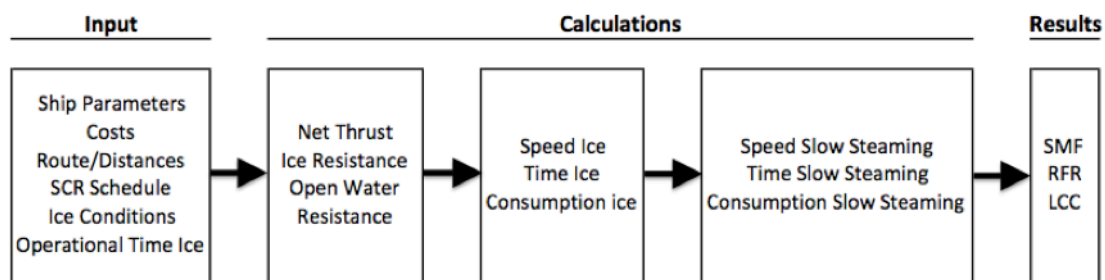 Input
Calculations
Results
Ship Parameters
Costs
Route/Distances
SCR Schedule
Ice Conditions
Operational Time Ice
Net Thrust
Ice Resistance
Open Water
Resistance
Speed Ice
Time Ice
Consumption ice
Speed Slow Steaming
Time Slow Steaming
Consumption Slow Steaming
SMF
RFR
LCC